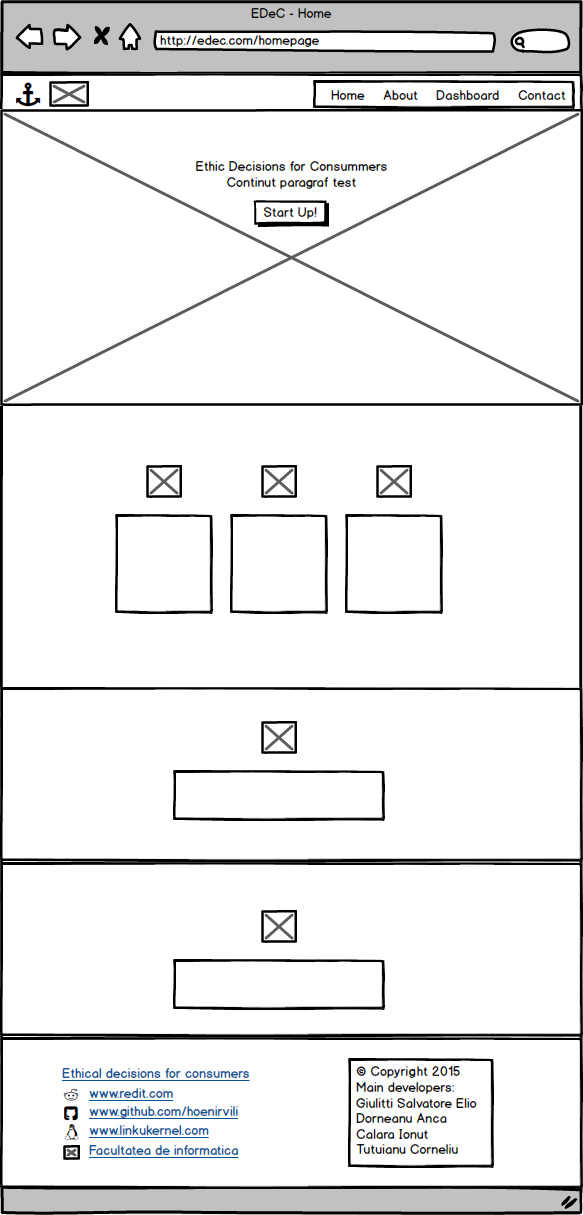 EDeC - Home
http://edec.com/homepage
Home About Dashboard Contact
Ethic Decisions for Consummers
Continut paragraf test
Start Up!
Ethical decisions for consumers
www.redit.com
www.github.com/hoenirvili
www.linkukernel.com
Facultatea de informatica
© Copyright 2015
Main developers:
Giulitti Salvatore Elio
Dorneanu Anca
Calara Ionut
Tutuianu Corneliu